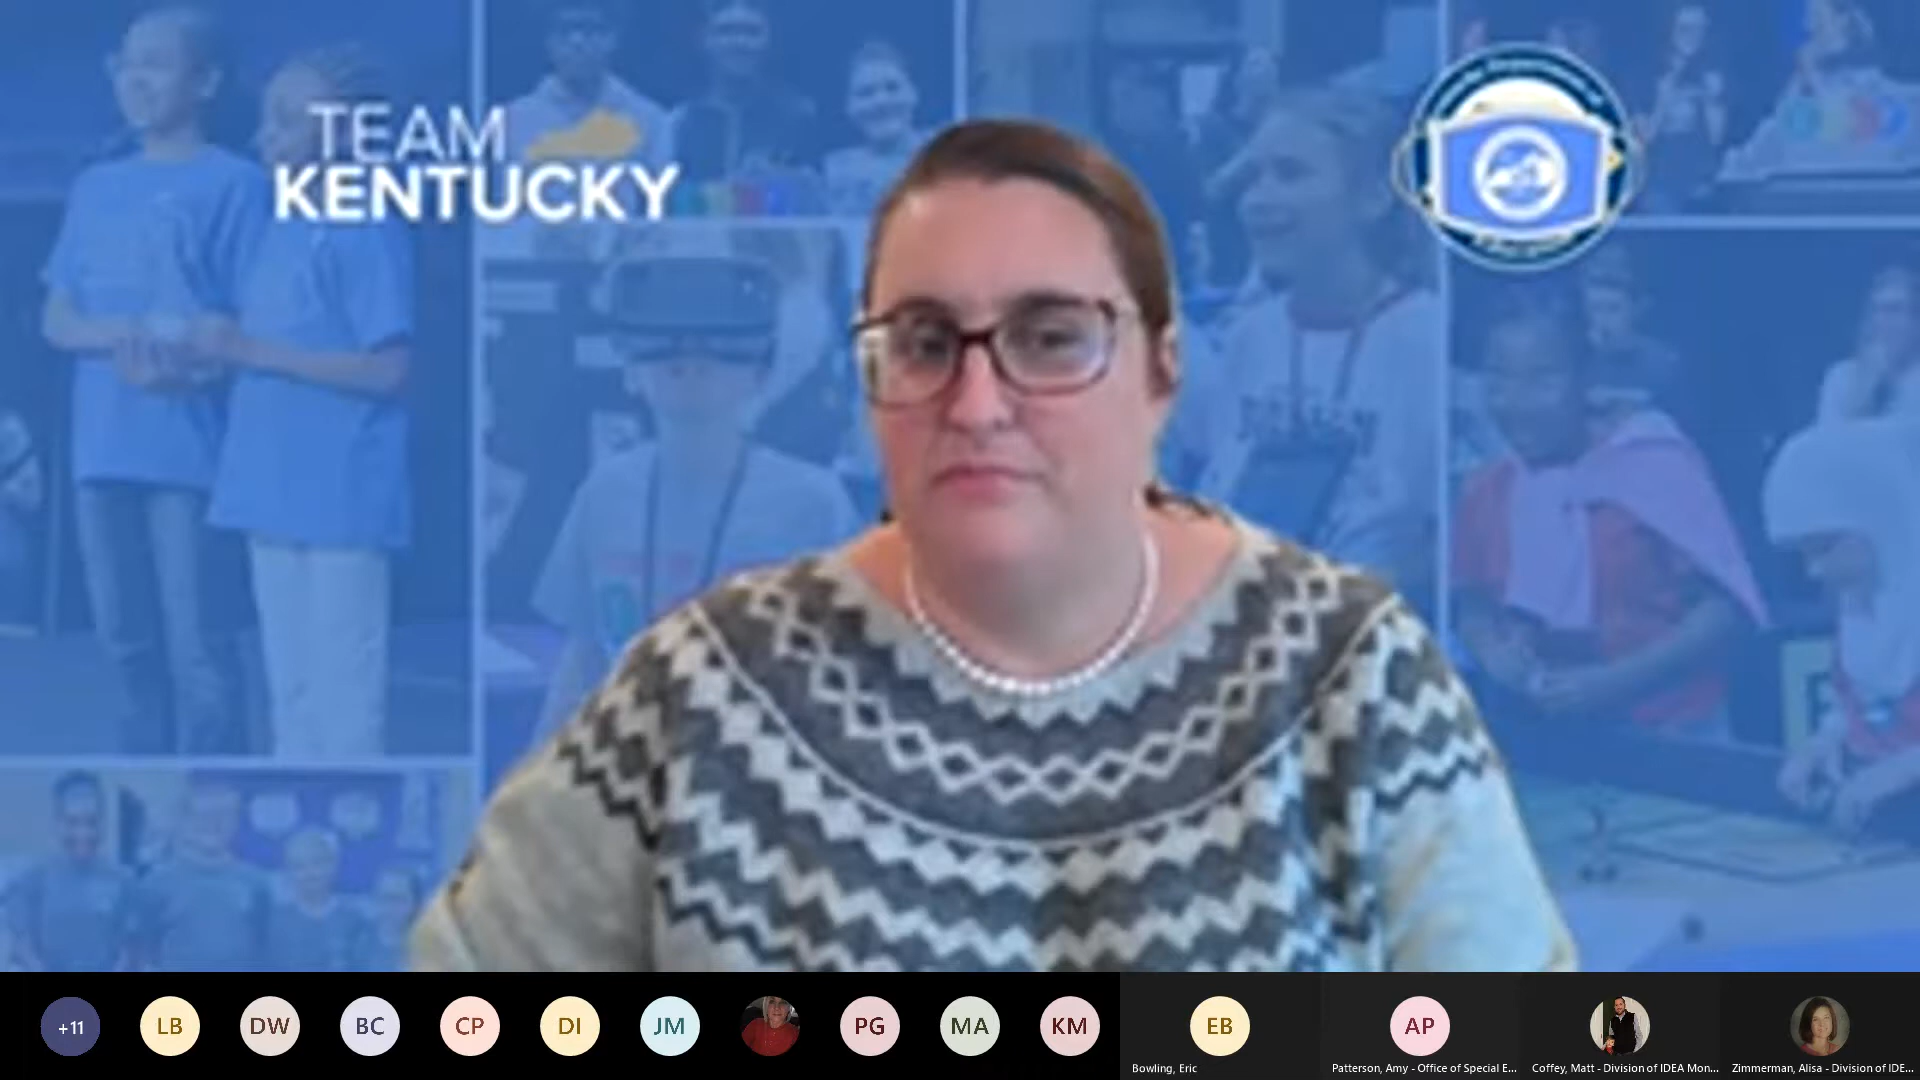 TEAM
KENTUCKY
+11
LB
DW
BC
CP
DI
JM
PG
MA
KM
EB
AP
Bowling, Eric
Patterson, Amy - Office of Special E...
Coffey, Matt - Division of IDEA Mon...
Zimmerman, Alisa - Division of IDE...